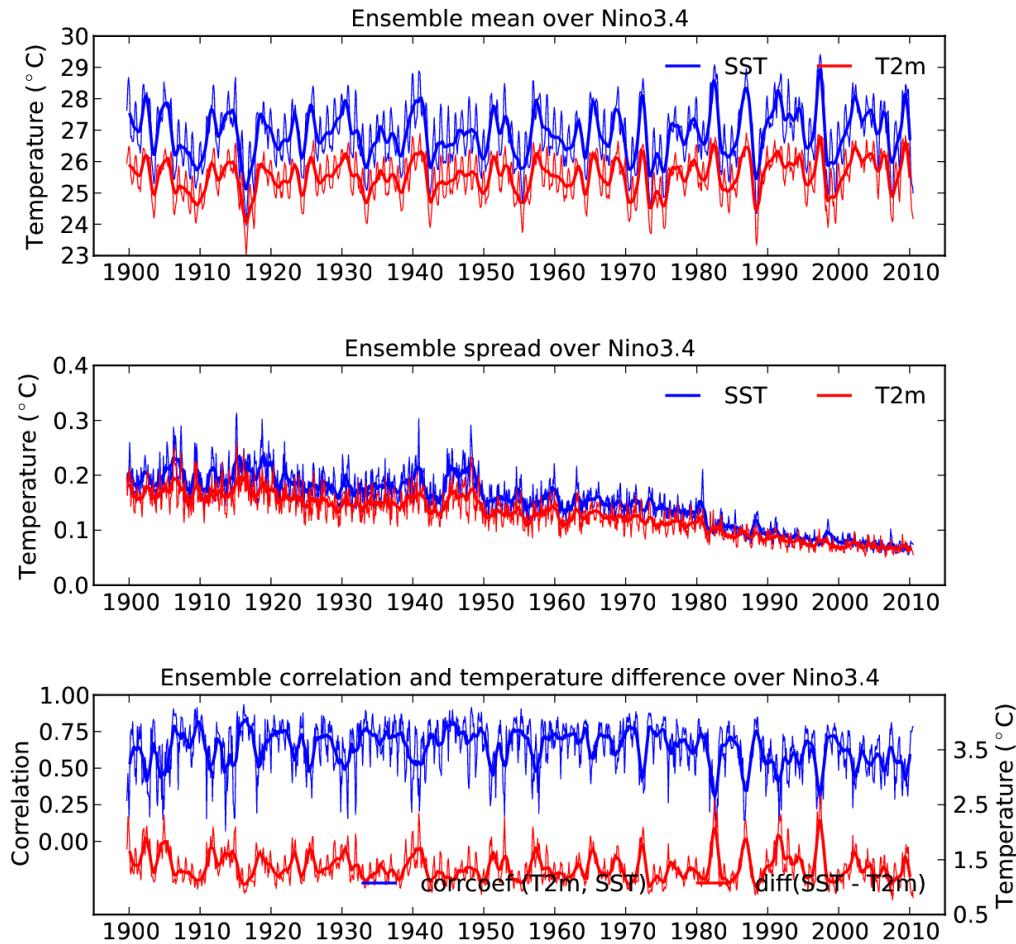 Ensemble mean over Nino3.4
Temperature (°C)
30
29
28
27
26
25
24
23
SST
T2m
1900 1910 1920 1930 1940 1950 1960 1970 1980 1990 2000 2010
Ensemble spread over Nino3.4
Temperature (°C)
0.4
0.3
0.2
0.1
0.0
SST
T2m
1900 1910 1920 1930 1940 1950 1960 1970 1980 1990 2000 2010
Ensemble correlation and temperature difference over Nino3.4
Correlation
1.00
0.75
0.50
0.25
0.00
3.5
2.5
1.5
0.5
Temperature (°C)
corrcoef (T2m, SST)
diff(SST - T2m)
1900 1910 1920 1930 1940 1950 1960 1970 1980 1990 2000 2010